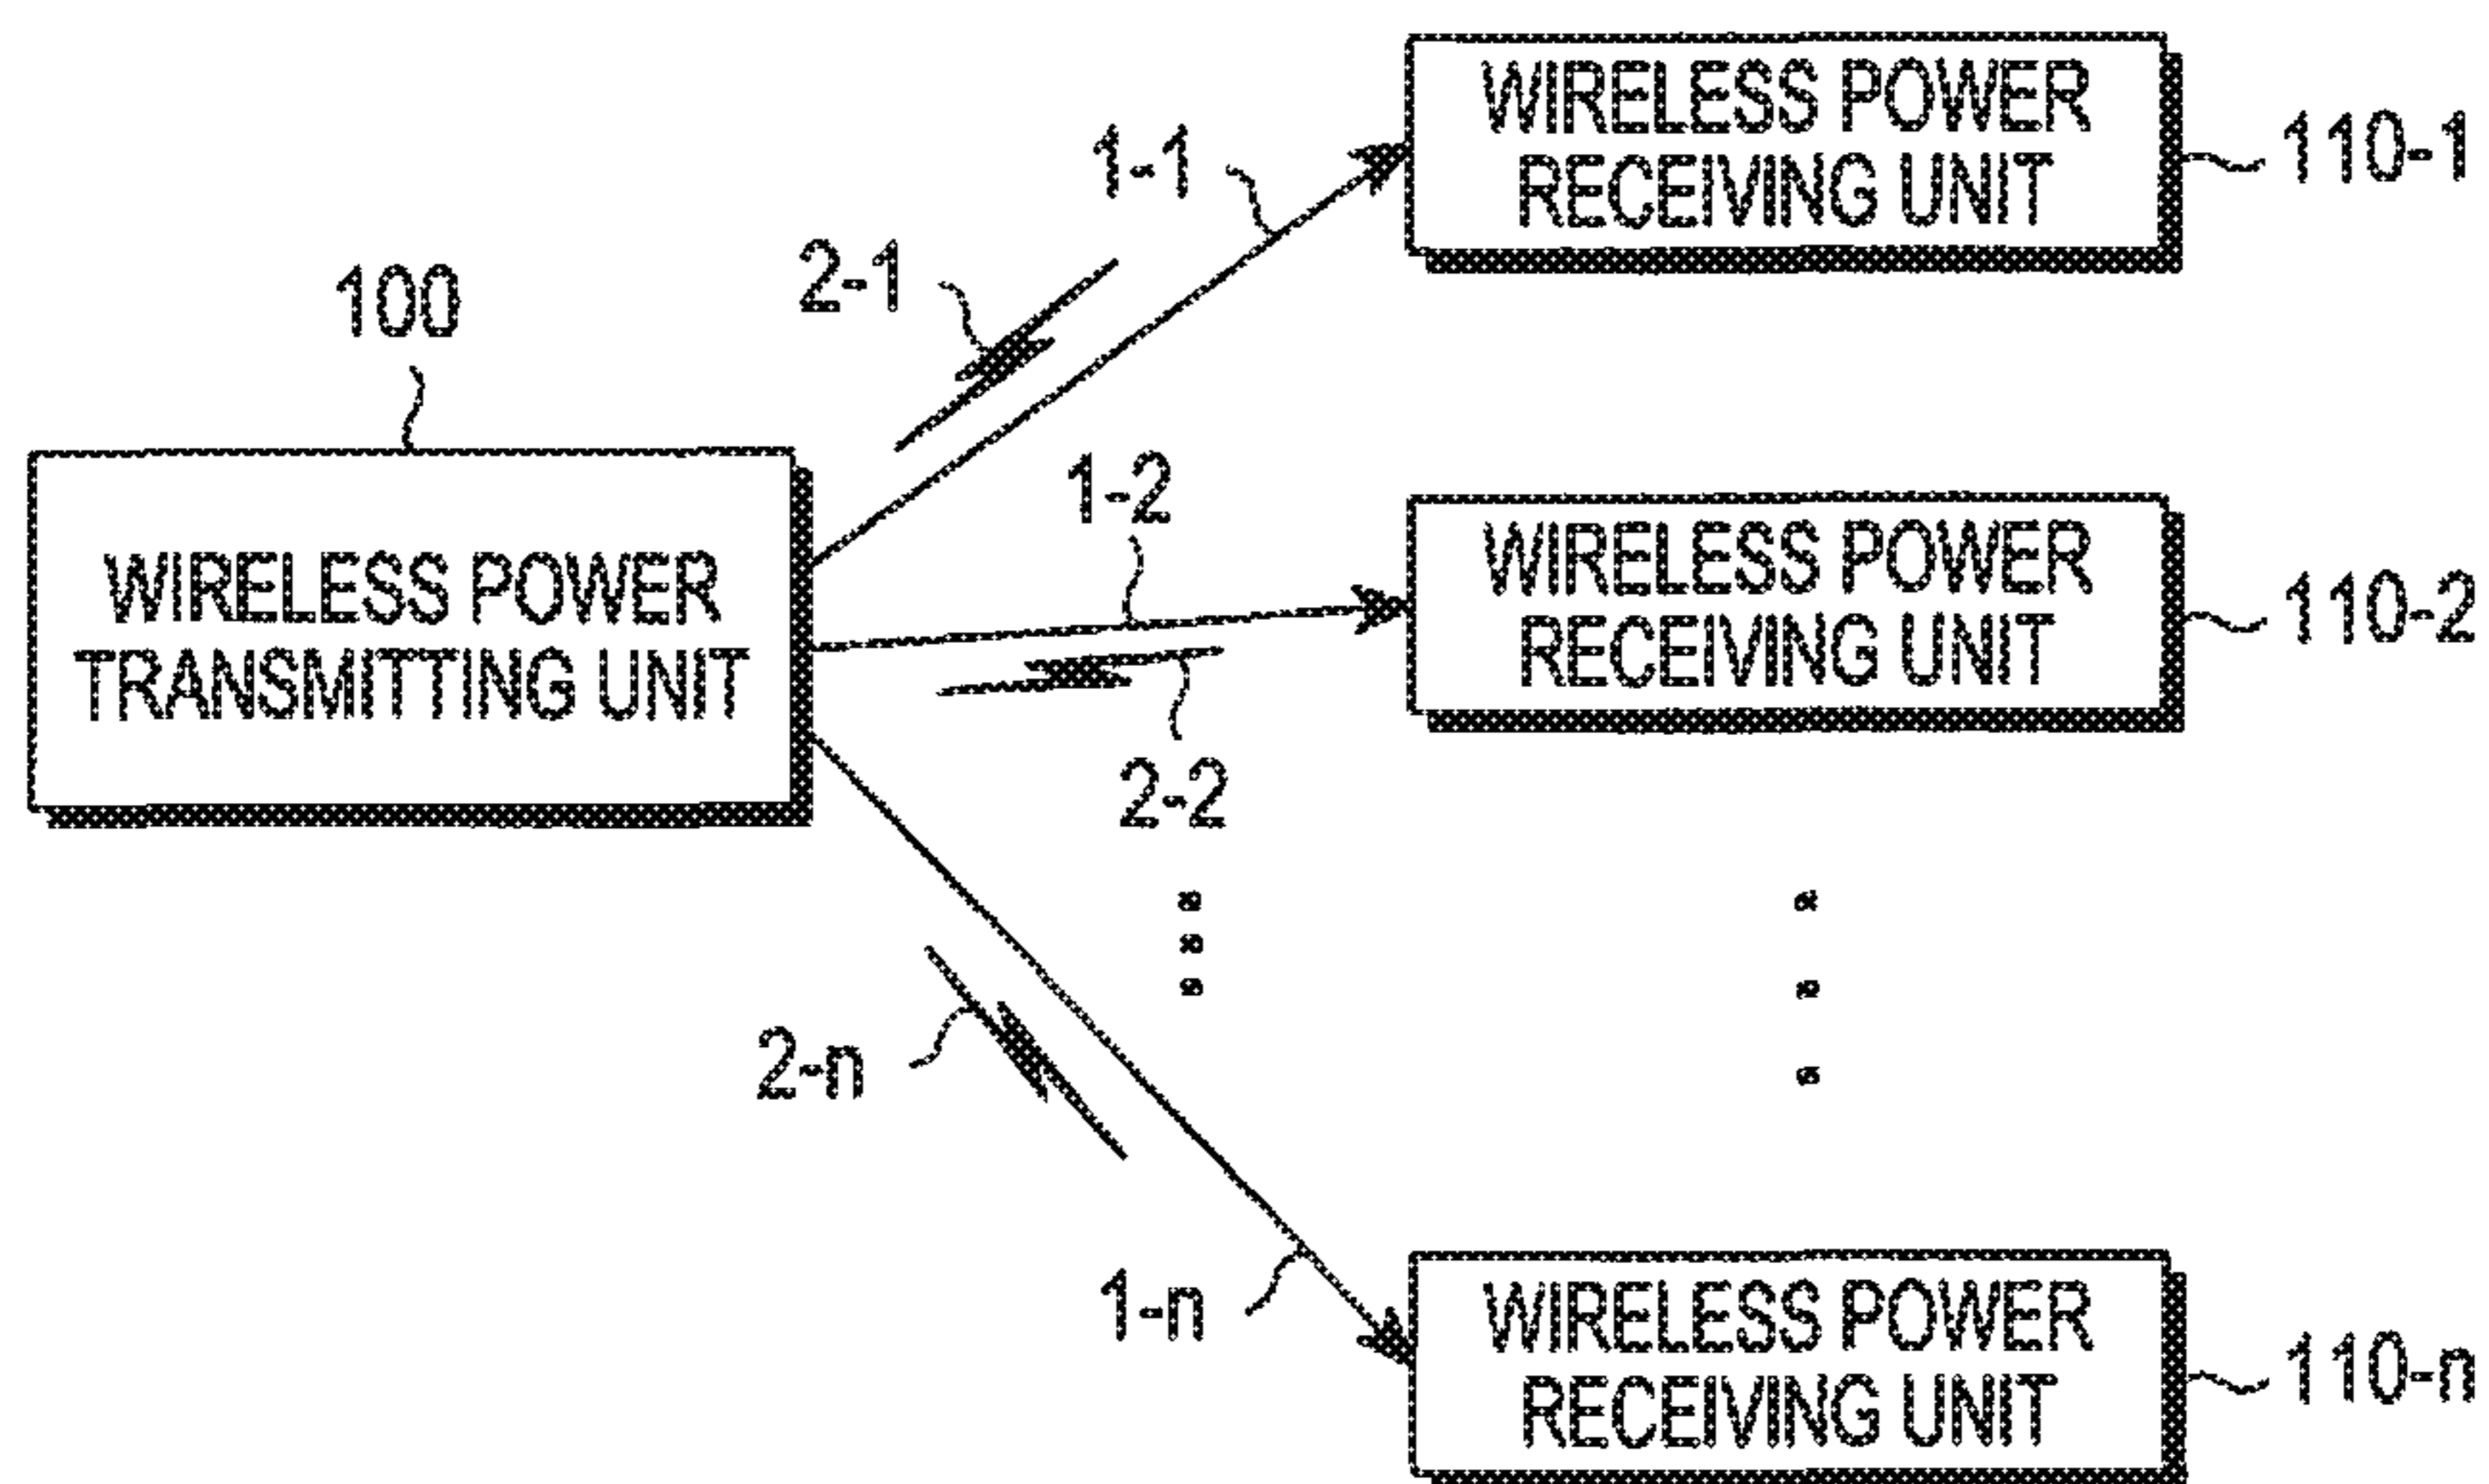 WIRELESS POWER
RECEIVING UNIT
110-1
1-1
2-1
100
1-2
WIRELESS POWER
RECEIVING UNIT
110-2
WIRELESS POWER
TRANSMITTING UNIT
2-2
2-n
1-n
WIRELESS POWER
RECEIVING UNIT
110-n